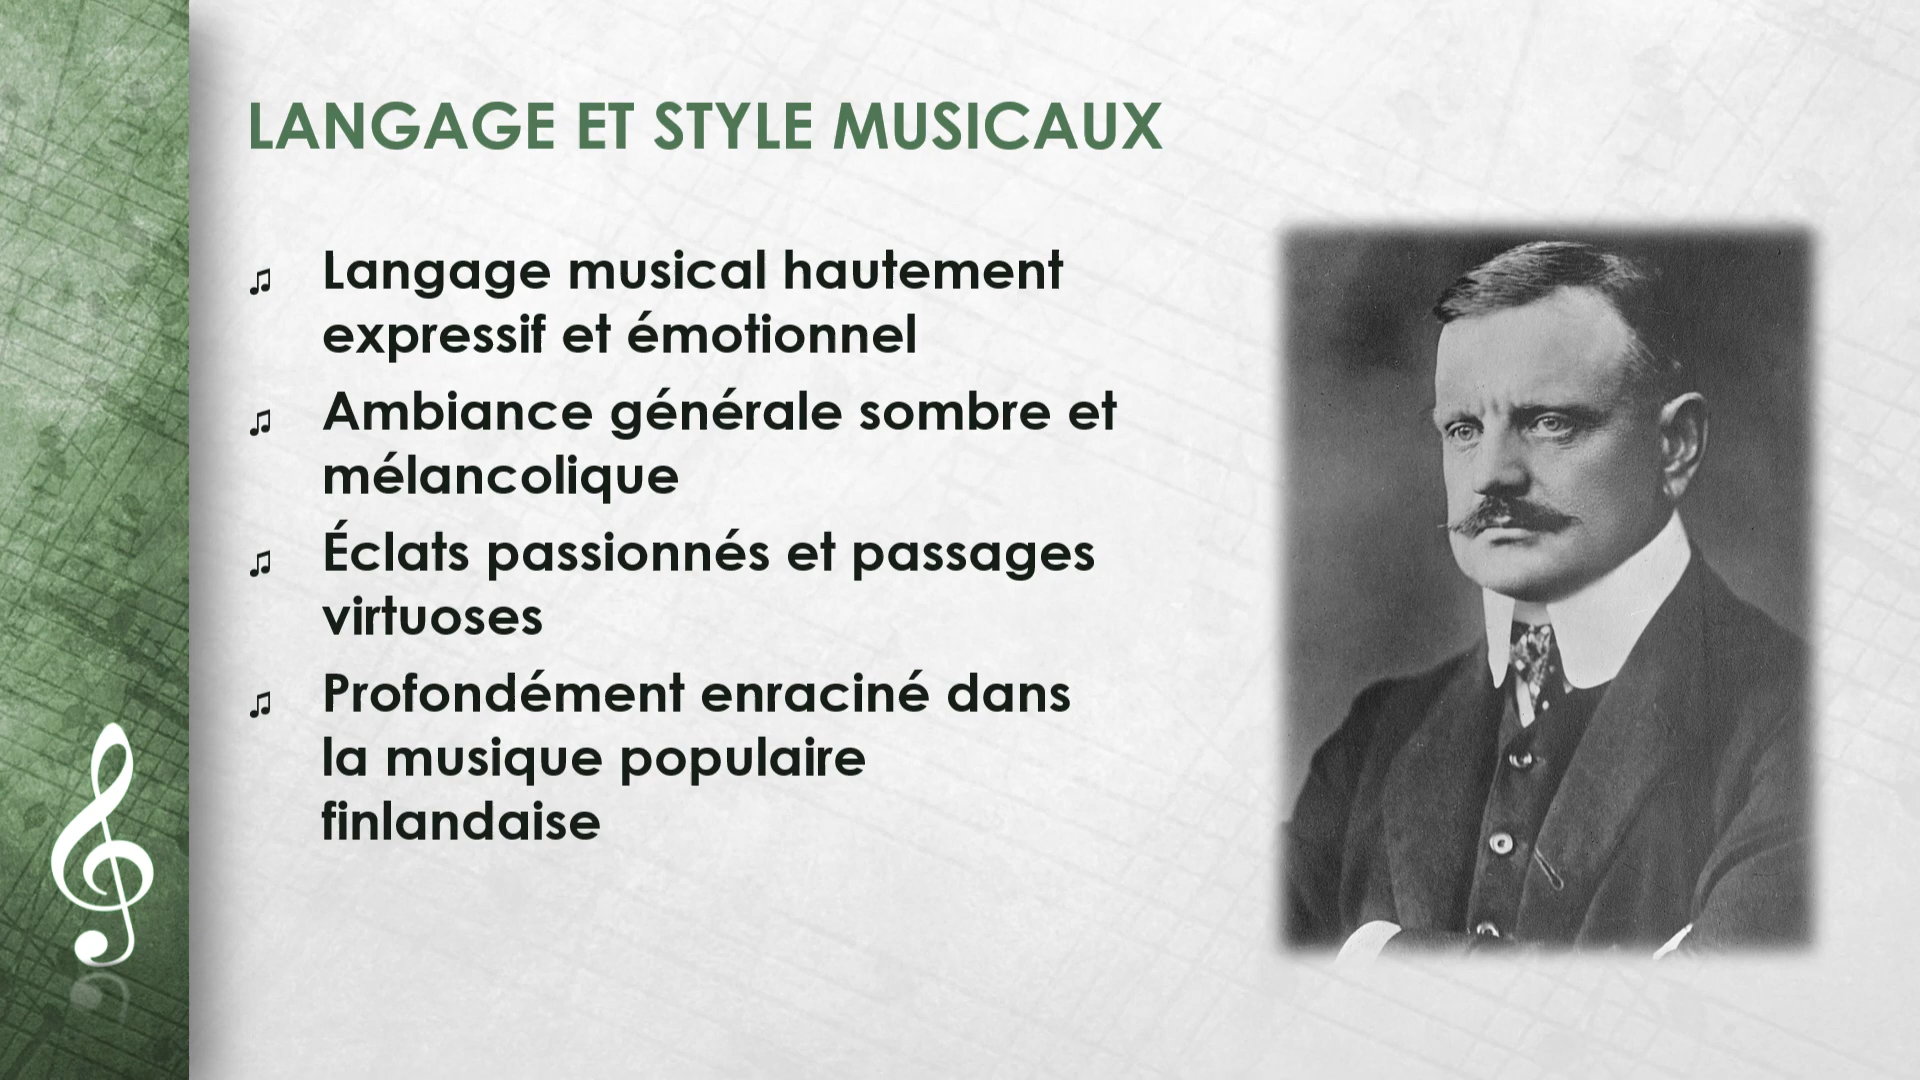 LANGAGE ET STYLE MUSICAUX
♫ Langage musical hautement
expressif et émotionnel
♫ Ambiance générale sombre et
mélancolique
♫ Éclats passionnés et passages
virtuoses
♫ Profondément enraciné dans
la musique populaire
finlandaise